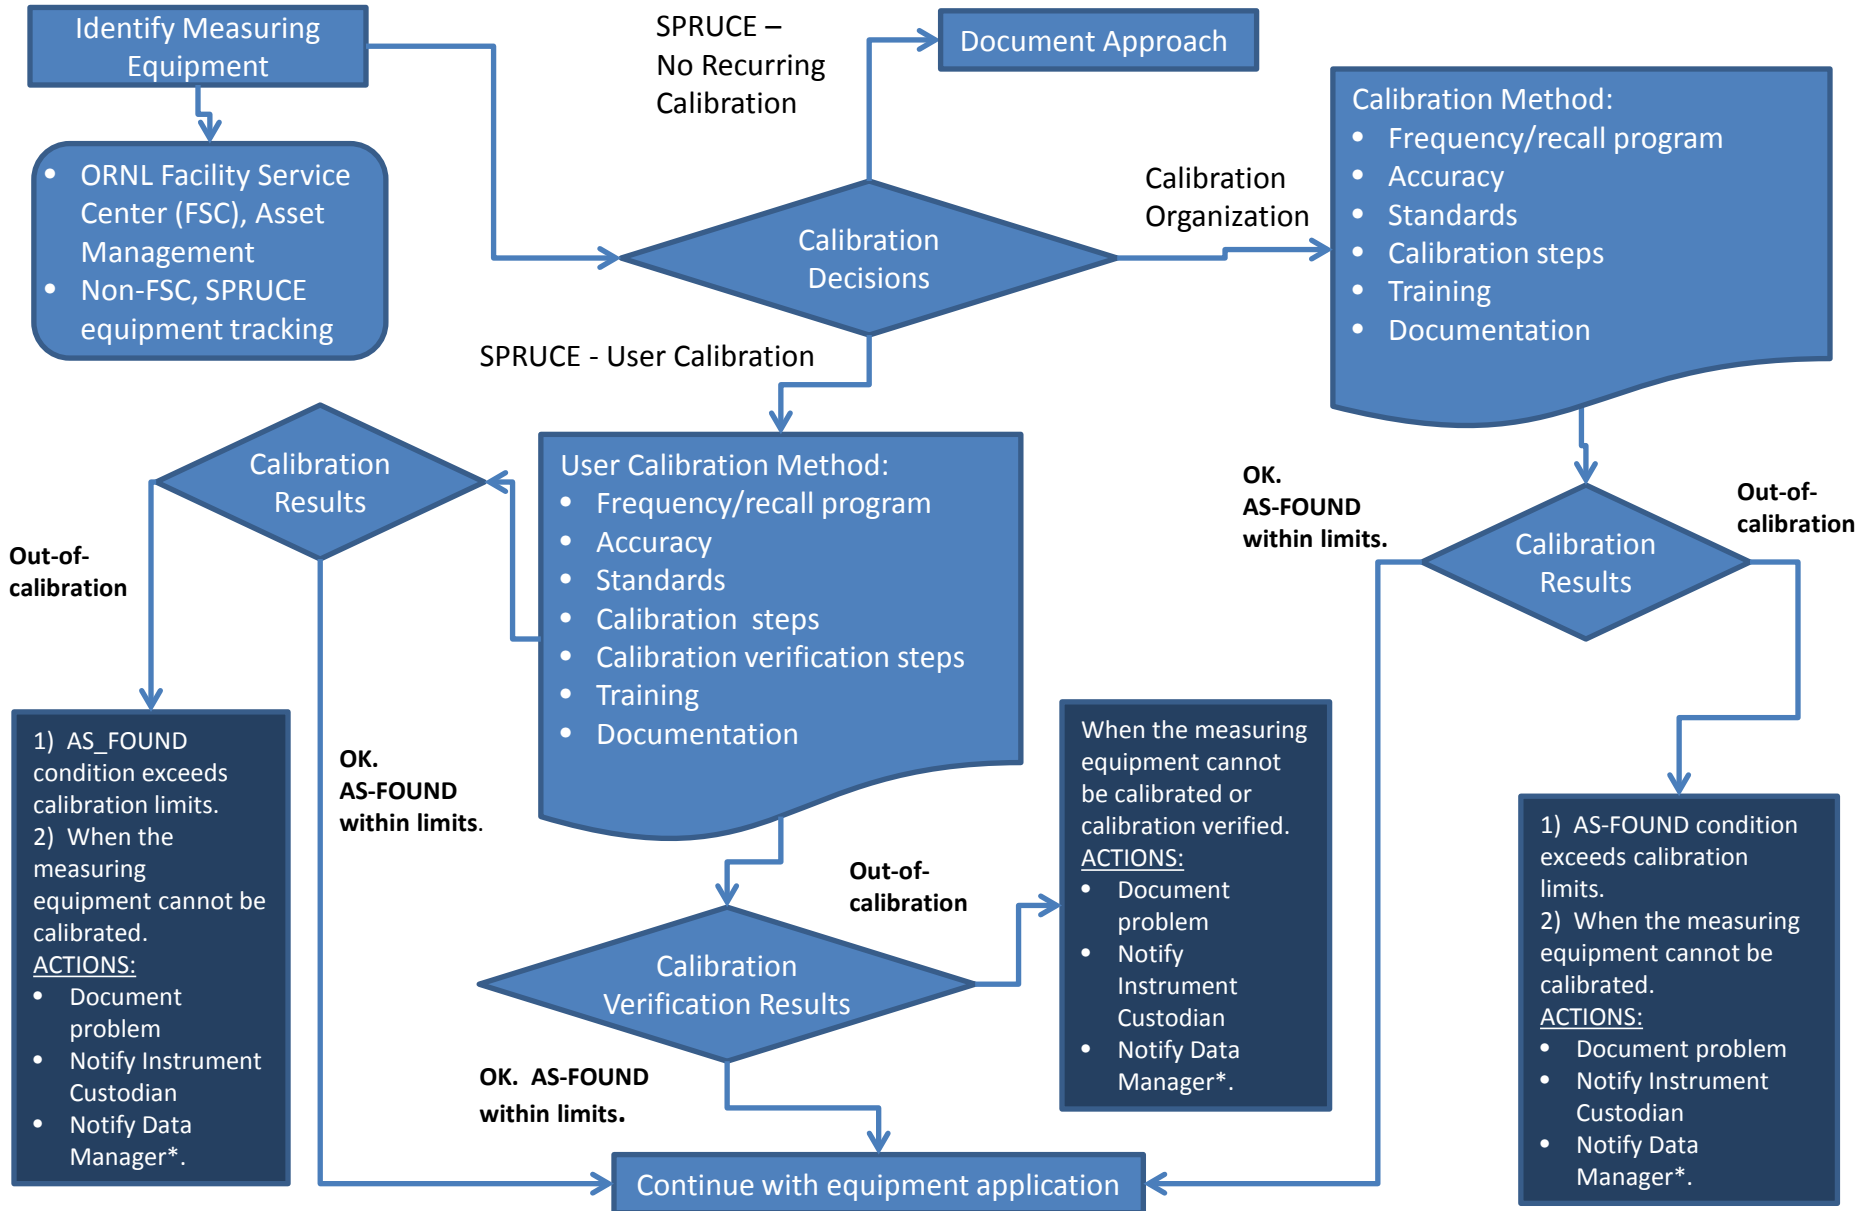 Identify Measuring
Equipment
• ORNL Facility Service
Center (FSC), Asset
Management
• Non-FSC, SPRUCE
equipment tracking
SPRUCE –
No Recurring
Calibration
Document Approach
Calibration
Decisions
Calibration
Organization
Calibration Method:
• Frequency/recall program
• Accuracy
• Standards
• Calibration steps
• Training
• Documentation
SPRUCE - User Calibration
User Calibration Method:
• Frequency/recall program
• Accuracy
• Standards
• Calibration  steps
• Calibration verification steps
• Training
• Documentation
Calibration
Results
Out-of-
calibration
OK.
AS-FOUND
within limits.
1)  AS_FOUND
condition exceeds
calibration limits.
2)  When the
measuring
equipment cannot be
calibrated.
ACTIONS:
• Document
problem
• Notify Instrument
Custodian
• Notify Data
Manager*.
Calibration
Verification Results
Out-of-
calibration
When the measuring
equipment cannot
be calibrated or
calibration verified.
ACTIONS:
• Document
problem
• Notify
Instrument
Custodian
• Notify Data
Manager*.
OK.  AS-FOUND
within limits.
OK.
AS-FOUND
within limits.
Calibration
Results
Out-of-
calibration
1)  AS-FOUND condition
exceeds calibration
limits.
2)  When the measuring
equipment cannot be
calibrated.
ACTIONS:
• Document problem
• Notify Instrument
Custodian
• Notify Data
Manager*.
Continue with equipment application